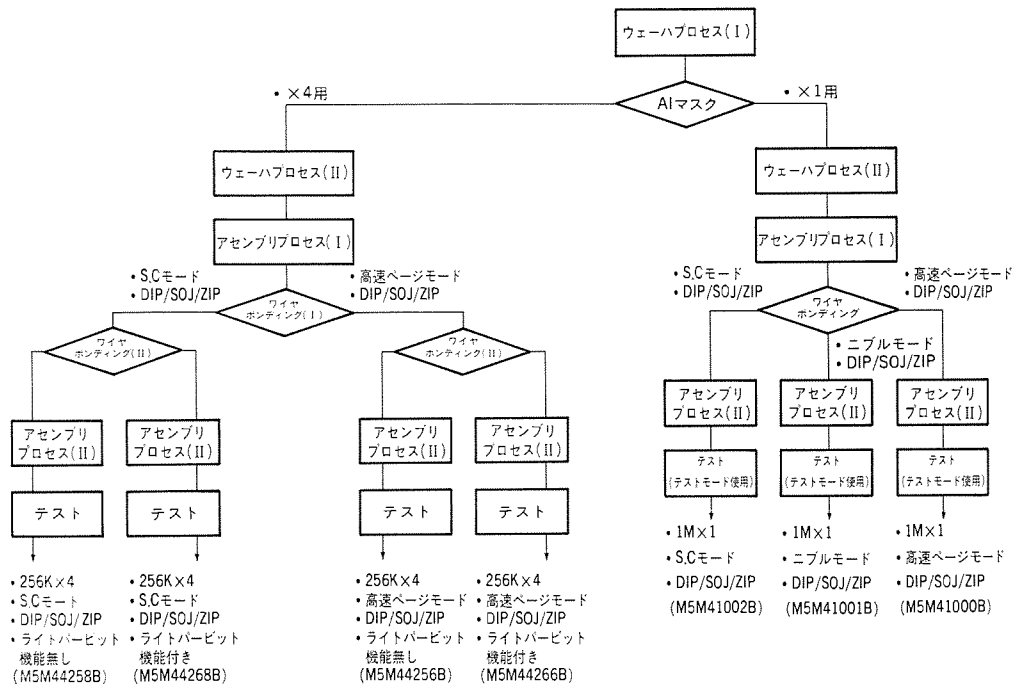 ウェーハプロセス(I)
Alマスク
• ×4用
• ×1用
ウェーハプロセス(II)
アセンブリプロセス(I)
• S.Cモード
• DIP/SOJ/ZIP
• 高速ページモード
• DIP/SOJ/ZIP
ワイヤ
ボンディング(I)
ワイヤ
ボンディング(II)
ワイヤ
ボンディング(II)
アセンブリ
プロセス(II)
アセンブリ
プロセス(II)
アセンブリ
プロセス(II)
アセンブリ
プロセス(II)
テスト
テスト
テスト
テスト
• 256K×4
• S.Cモート
• DIP/SOJ/ZIP
• ライトパービット
機能無し
(M5M44258B)
• 256K×4
• S.Cモード
• DIP/SOJ/ZIP
• ライトパービット
機能付き
(M5M44268B)
• 256K×4
• 高速ページモード
• DIP/SOJ/ZIP
• ライトパービット
機能無し
(M5M44256B)
• 256K×4
• 高速ページモード
• DIP/SOJ/ZIP
• ライトパービット
機能付き
(M5M44266B)
ウェーハプロセス(II)
アセンブリプロセス(I)
• S.Cモード
• DIP/SOJ/ZIP
• 高速ページモード
• DIP/SOJ/ZIP
ワイヤ
ボンディング
• ニブルモード
• DIP/SOJ/ZIP
アセンブリ
プロセス(II)
アセンブリ
プロセス(II)
アセンブリ
プロセス(II)
テスト
(テストモード使用)
テスト
(テストモード使用)
テスト
(テストモード使用)
• 1M×1
• S.Cモード
• DIP/SOJ/ZIP
(M5M41002B)
• 1M×1
• ニブルモード
• DIP/SOJ/ZIP
(M5M41001B)
• 1M×1
• 高速ページモード
• DIP/SOJ/ZIP
(M5M41000B)